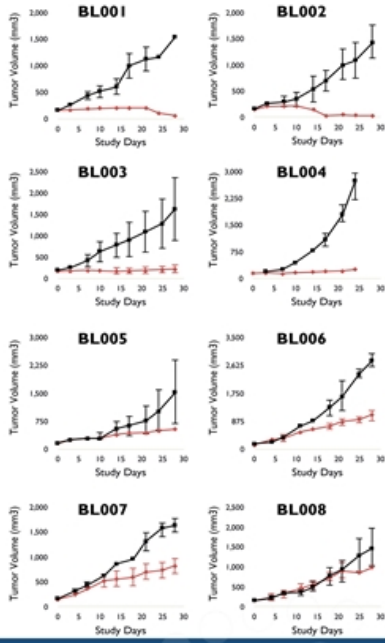 BL001
Tumor Volume (mm3)
2,000
1,500
1,000
500
0
0 5 10 15 20 25 30
Study Days
BL002
Tumor Volume (mm3)
2,000
1,500
1,000
500
0
0 5 10 15 20 25 30
Study Days
BL003
Tumor Volume (mm3)
2,500
2,000
1,500
1,000
500
0
0 5 10 15 20 25 30
Study Days
BL004
Tumor Volume (mm3)
3,000
2,250
1,500
750
0
0 5 10 15 20 25 30
Study Days
BL005
Tumor Volume (mm3)
3,000
2,250
1,500
750
0
0 5 10 15 20 25 30
Study Days
BL006
Tumor Volume (mm3)
3,500
2,625
1,750
875
0
0 5 10 15 20 25 30
Study Days
BL007
Tumor Volume (mm3)
2,000
1,500
1,000
500
0
0 5 10 15 20 25 30
Study Days
BL008
Tumor Volume (mm3)
2,500
2,000
1,500
1,000
500
0
0 5 10 15 20 25 30
Study Days